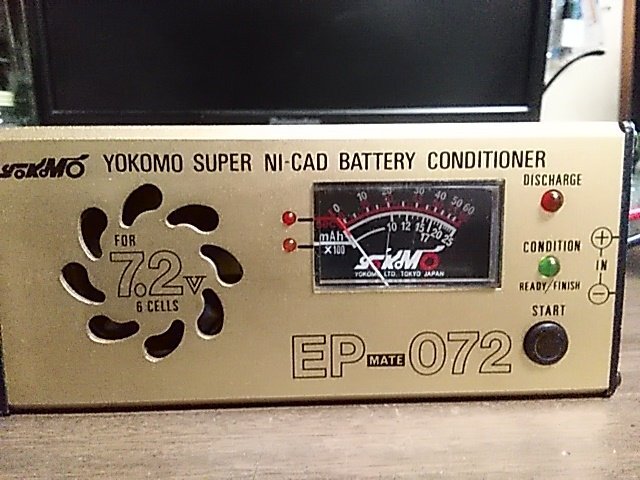 YOKOMO YOKOMO SUPER NI-CAD BATTERY CONDITIONER
DISCHARGE
FOR
7.2V
6 CELLS
0 10 20 30 40 50 60
SEC
mAh
×100
10 12 15 17 20 25
YOKOMO
YOKOMO LTD. TOKYO JAPAN
CONDITION
READY/FINISH
+
IN
−
START
EP MATE 072